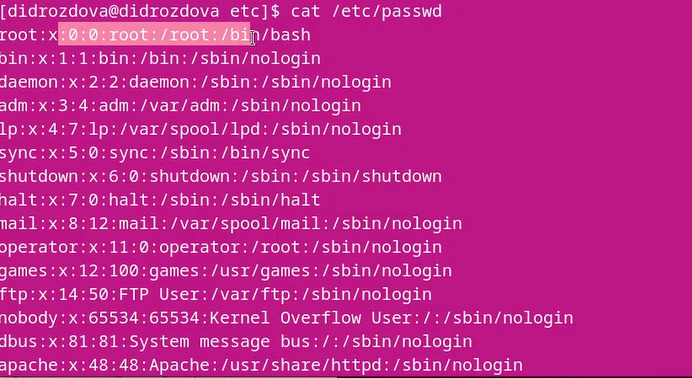 [didrozdova@didrozdova etc]$ cat /etc/passwd
root:x:0:0:root:/root:/bin/bash
bin:x:1:1:bin:/bin:/sbin/nologin
daemon:x:2:2:daemon:/sbin:/sbin/nologin
adm:x:3:4:adm:/var/adm:/sbin/nologin
lp:x:4:7:lp:/var/spool/lpd:/sbin/nologin
sync:x:5:0:sync:/sbin:/bin/sync
shutdown:x:6:0:shutdown:/sbin:/sbin/shutdown
halt:x:7:0:halt:/sbin:/sbin/halt
mail:x:8:12:mail:/var/spool/mail:/sbin/nologin
operator:x:11:0:operator:/root:/sbin/nologin
games:x:12:100:games:/usr/games:/sbin/nologin
ftp:x:14:50:FTP User:/var/ftp:/sbin/nologin
nobody:x:65534:65534:Kernel Overflow User:/:/sbin/nologin
dbus:x:81:81:System message bus:/:/sbin/nologin
apache:x:48:48:Apache:/usr/share/httpd:/sbin/nologin